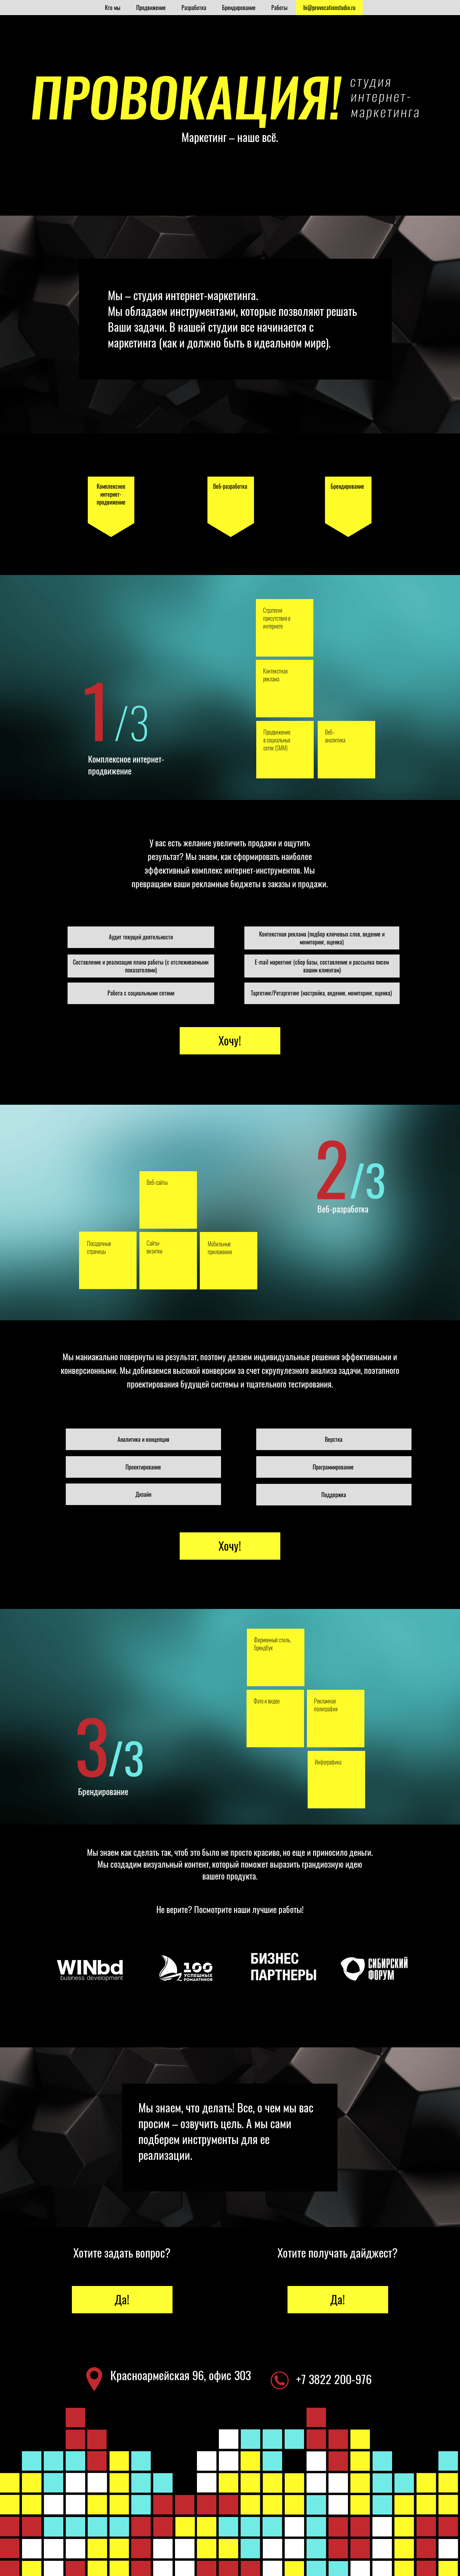 Кто мы Продвижение Разработка Брендирование Работы hi@provocationstudio.ru
ПРОВОКАЦИЯ!
студия
интернет-
маркетинга
Маркетинг – наше всё.
Мы – студия интернет-маркетинга.
Мы обладаем инструментами, которые позволяют решать
Ваши задачи. В нашей студии все начинается с
маркетинга (как и должно быть в идеальном мире).
Комплексное
интернет-
продвижение
Веб-разработка
Брендирование
Стратегия
присутствия в
интернете
Контекстная
реклама
Продвижение
в социальных
сетях (SMM)
Веб-
аналитика
1/3
Комплексное интернет-
продвижение
У вас есть желание увеличить продажи и ощутить
результат? Мы знаем, как сформировать наиболее
эффективный комплекс интернет-инструментов. Мы
превращаем ваши рекламные бюджеты в заказы и продажи.
Аудит текущей деятельности
Составление и реализация плана работы (с отслеживаемыми
показателями)
Работа с социальными сетями
Контекстная реклама (подбор ключевых слов, ведение и
мониторинг, оценка)
E-mail маркетинг (сбор базы, составление и рассылка писем
вашим клиентам)
Таргетинг/Ретаргетинг (настройка, ведение, мониторинг, оценка)
Хочу!
2/3
Веб-разработка
Веб-сайты
Посадочные
страницы
Сайты-
визитки
Мобильные
приложения
Мы маниакально повернуты на результат, поэтому делаем индивидуальные решения эффективными и
конверсионными. Мы добиваемся высокой конверсии за счет скрупулезного анализа задачи, поэтапного
проектирования будущей системы и тщательного тестирования.
Аналитика и концепция
Проектирование
Дизайн
Верстка
Программирование
Поддержка
Хочу!
Фирменный стиль,
брендбук
Фото и видео
Рекламная
полиграфия
Инфографика
3/3
Брендирование
Мы знаем как сделать так, чтоб это было не просто красиво, но еще и приносило деньги.
Мы создадим визуальный контент, который поможет выразить грандиозную идею
вашего продукта.
Не верите? Посмотрите наши лучшие работы!
WINbd
business development
100
УСПЕШНЫХ
РОМАНТИКОВ
БИЗНЕС
ПАРТНЕРЫ
СИБИРСКИЙ
ФОРУМ
Мы знаем, что делать! Все, о чем мы вас
просим – озвучить цель. А мы сами
подберем инструменты для ее
реализации.
Хотите задать вопрос?
Да!
Хотите получать дайджест?
Да!
Красноармейская 96, офис 303
+7 3822 200-976